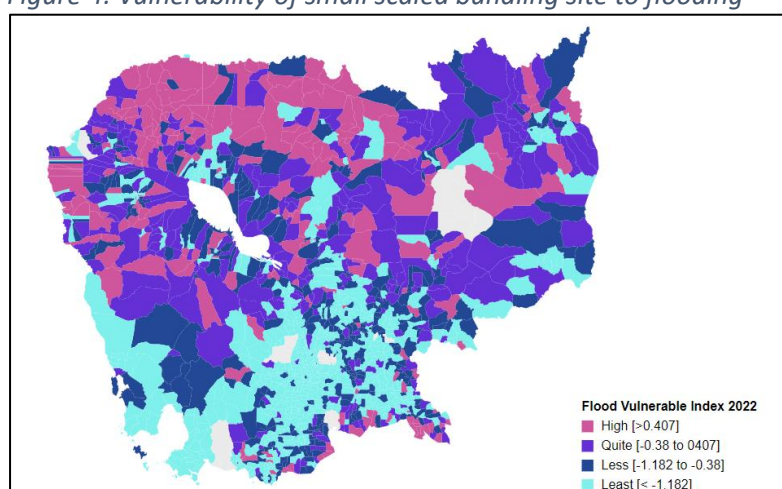 Figure 4: Vulnerability of small scaled bundling site to flooding
Flood Vulnerable Index 2022
High [>0.407]
Quite [-0.38 to 0407]
Less [-1.182 to -0.38]
Least [< -1.182]